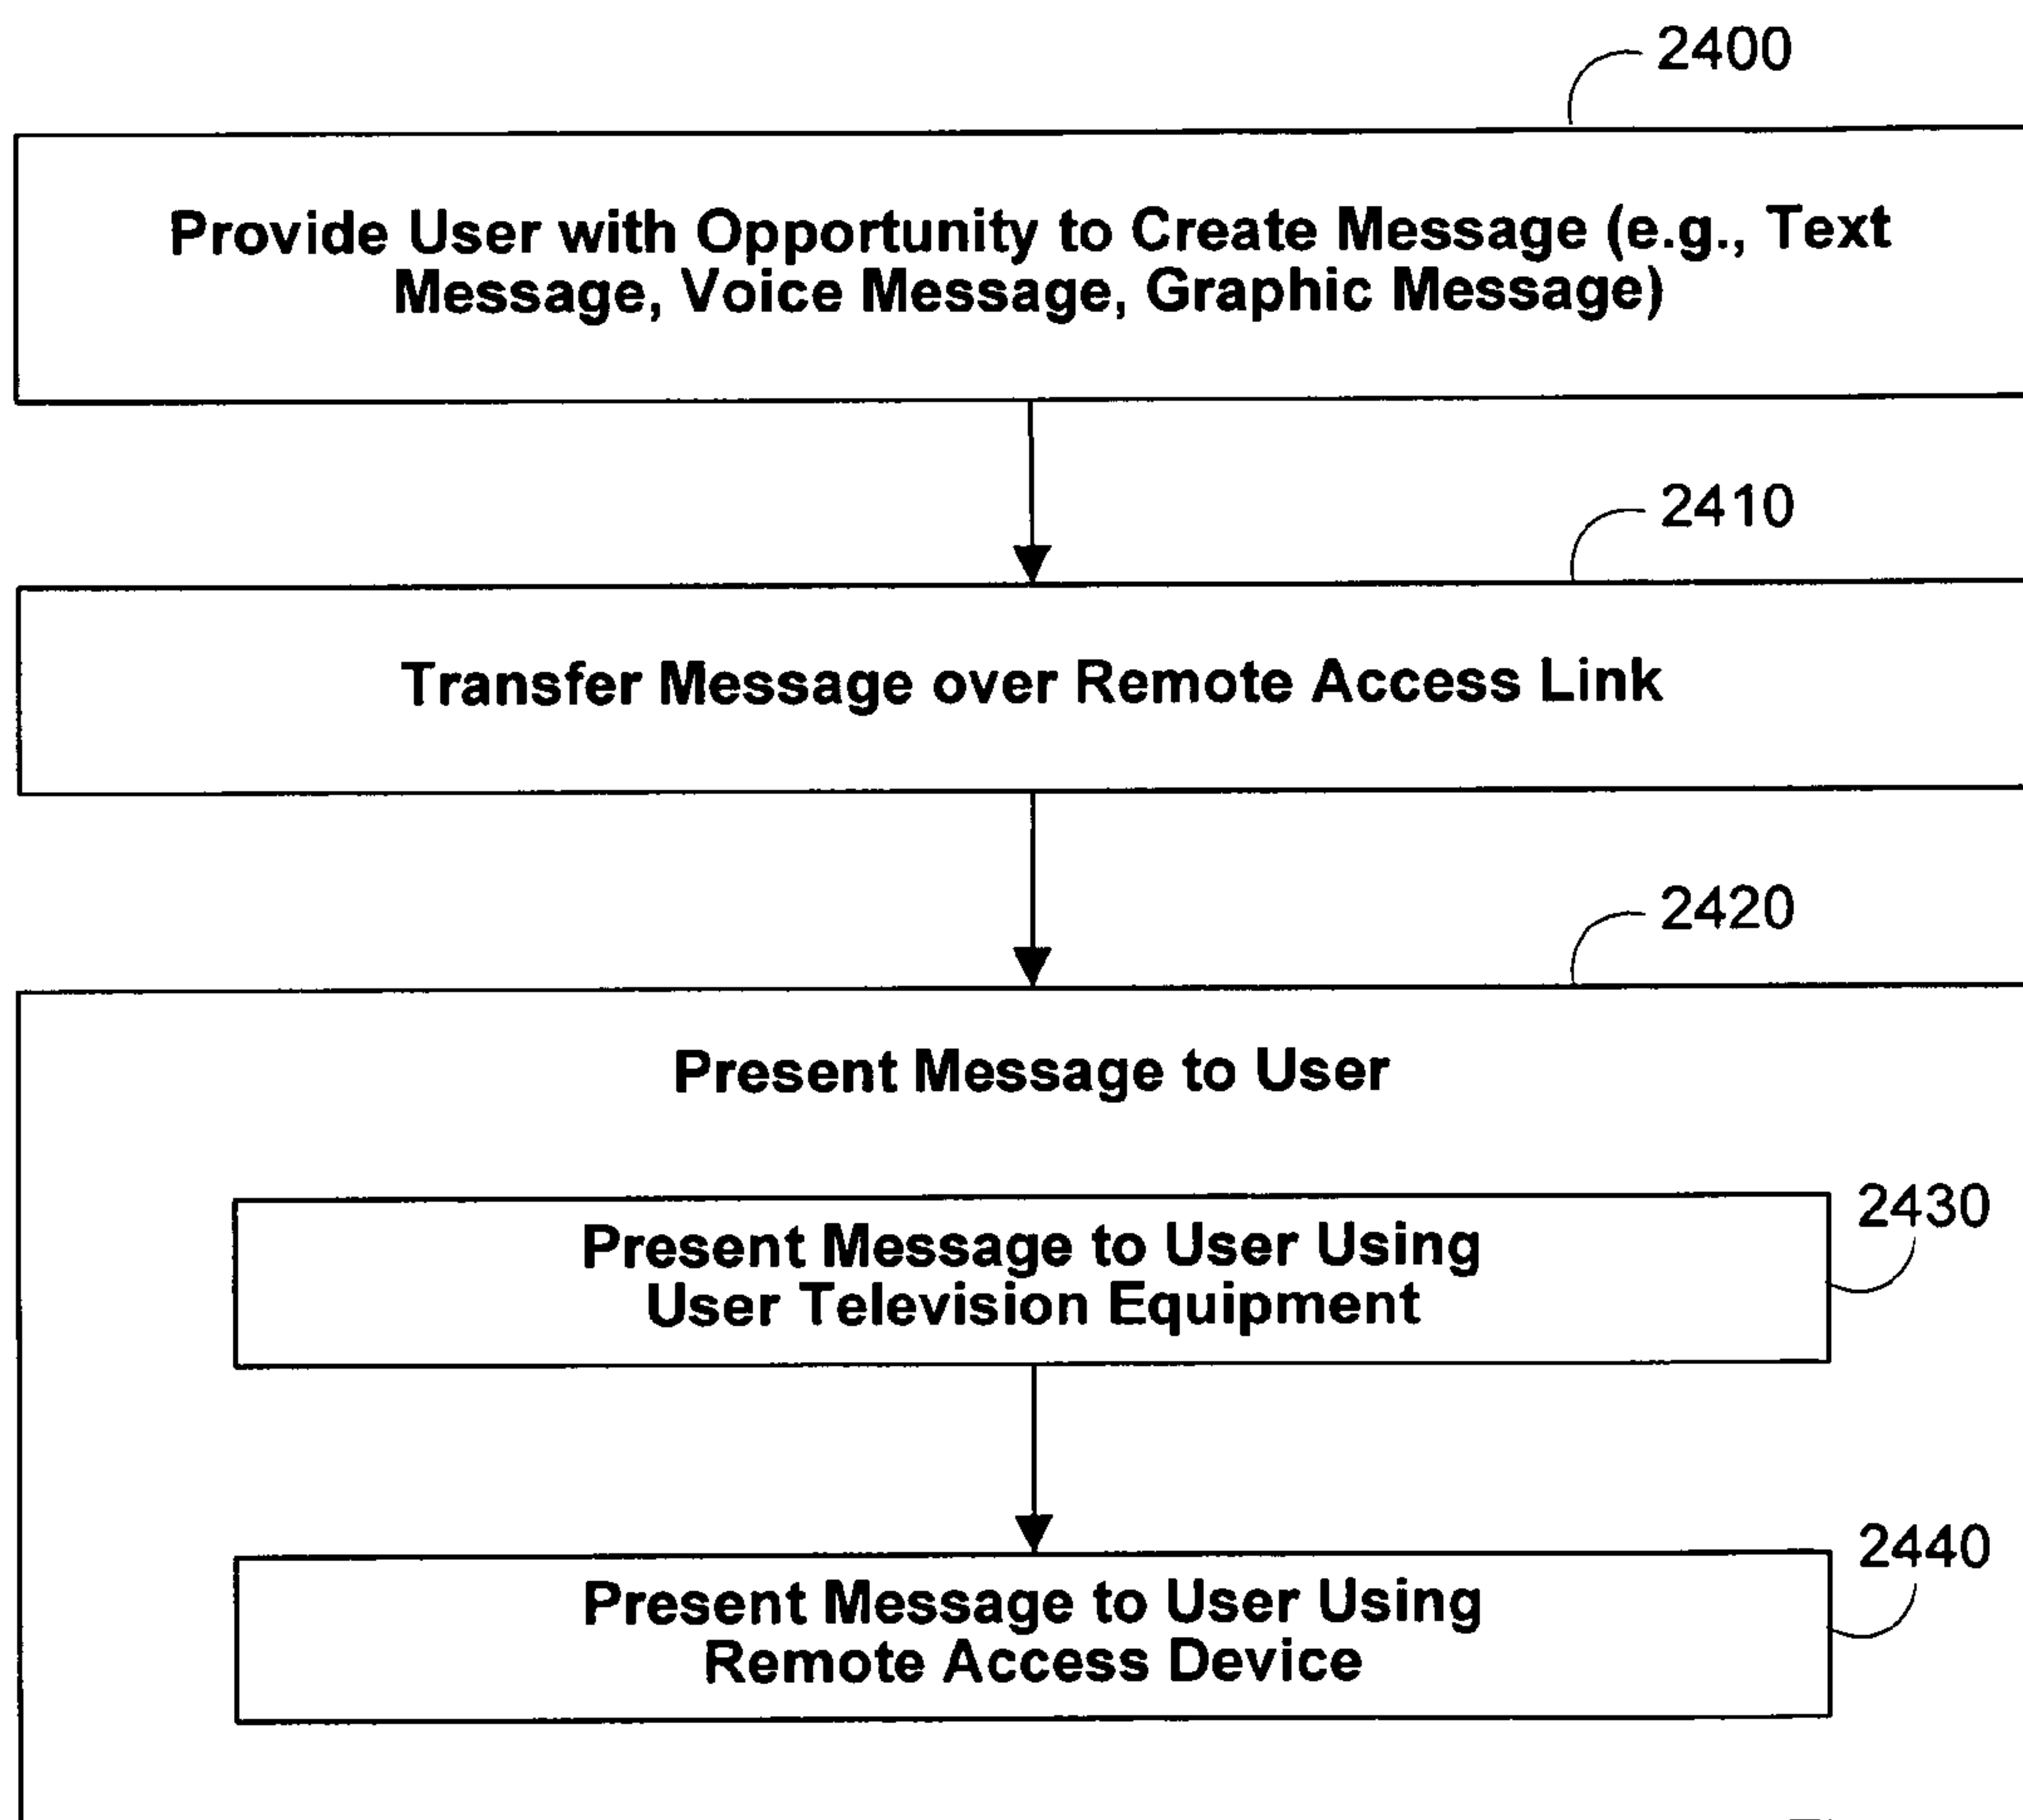 2400
Provide User with Opportunity to Create Message (e.g., Text
Message, Voice Message, Graphic Message)
2410
Transfer Message over Remote Access Link
2420
Present Message to User
2430
Present Message to User Using
User Television Equipment
2440
Present Message to User Using
Remote Access Device